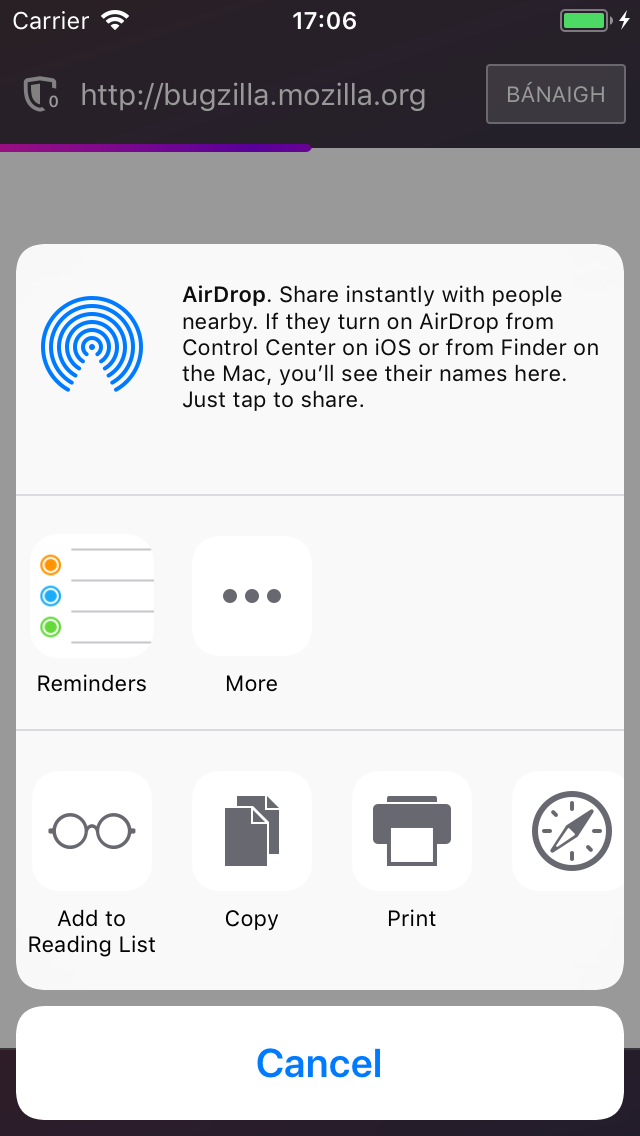 Carrier 17:06
0 http://bugzilla.mozilla.org BÁNAIGH
AirDrop. Share instantly with people
nearby. If they turn on AirDrop from
Control Center on iOS or from Finder on
the Mac, you’ll see their names here.
Just tap to share.
Reminders More
Add to
Reading List
Copy
Print
Cancel